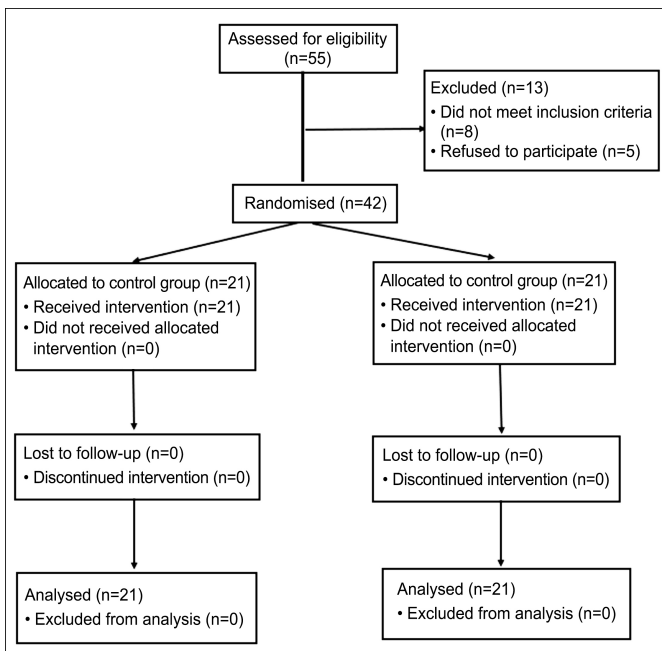 Assessed for eligibility
(n=55)
Excluded (n=13)
• Did not meet inclusion criteria
(n=8)
• Refused to participate (n=5)
Randomised (n=42)
Allocated to control group (n=21)
• Received intervention (n=21)
• Did not received allocated
intervention (n=0)
Allocated to control group (n=21)
• Received intervention (n=21)
• Did not received allocated
intervention (n=0)
Lost to follow-up (n=0)
• Discontinued intervention (n=0)
Lost to follow-up (n=0)
• Discontinued intervention (n=0)
Analysed (n=21)
• Excluded from analysis (n=0)
Analysed (n=21)
• Excluded from analysis (n=0)